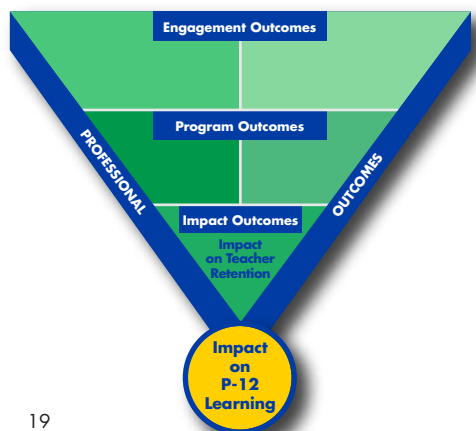 Engagement Outcomes
Program Outcomes
PROFESSIONAL
OUTCOMES
Impact Outcomes
Impact
on Teacher
Retention
Impact
on
P-12
Learning
19